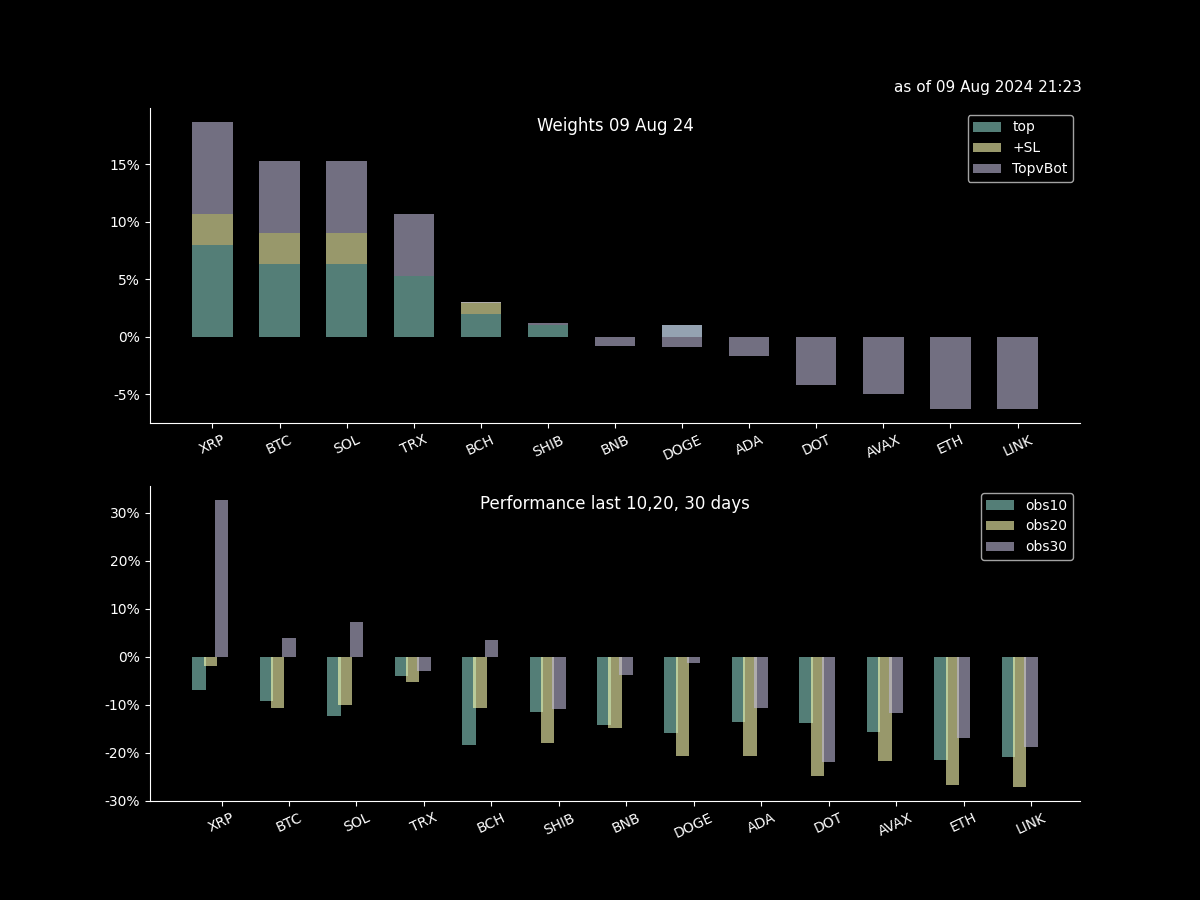 as of 09 Aug 2024 21:23
Weights 09 Aug 24
top
+SL
TopvBot
15%
10%
5%
0%
-5%
XRP BTC SOL TRX BCH SHIB BNB DOGE ADA DOT AVAX ETH LINK
Performance last 10,20, 30 days
obs10
obs20
obs30
30%
20%
10%
0%
-10%
-20%
-30%
XRP BTC SOL TRX BCH SHIB BNB DOGE ADA DOT AVAX ETH LINK